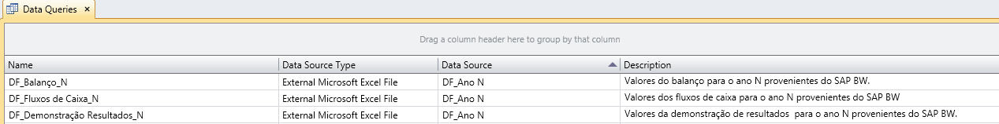 Data Queries ×
Drag a column header here to group by that column
Name Data Source Type Data Source Description
DF_Balanço_N External Microsoft Excel File DF_Ano N Valores do balanço para o ano N provenientes do SAP BW.
DF_Fluxos de Caixa_N External Microsoft Excel File DF_Ano N Valores dos fluxos de caixa para o ano N provenientes do SAP BW
DF_Demonstração Resultados_N External Microsoft Excel File DF_Ano N Valores da demonstração de resultados  para o ano N provenientes do SAP BW.